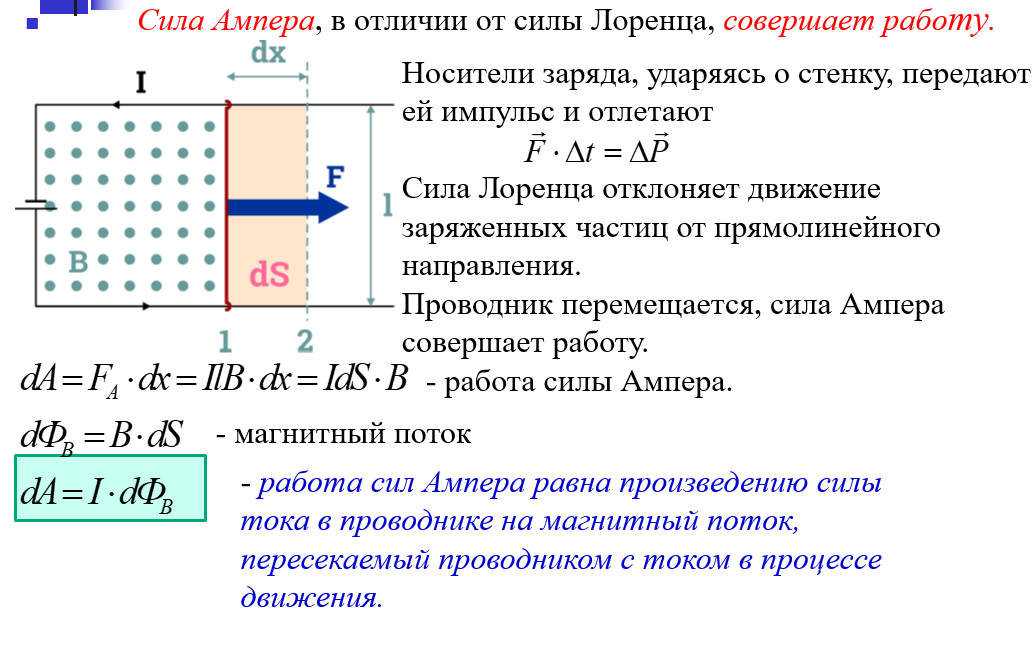 Сила Ампера, в отличии от силы Лоренца, совершает работу.
dx
I
Носители заряда, ударяясь о стенку, передают
ей импульс и отлетают
F⃗ · Δt = ΔP⃗
F
Сила Лоренца отклоняет движение
l
заряженных частиц от прямолинейного
B
направления.
dS
Проводник перемещается, сила Ампера
1 2
совершает работу.
dA = F_A · dx = IlB · dx = IdS · B - работа силы Ампера.
dΦ_B = B · dS - магнитный поток
dA = I · dΦ_B
- работа сил Ампера равна произведению силы
тока в проводнике на магнитный поток,
пересекаемый проводником с током в процессе
движения.